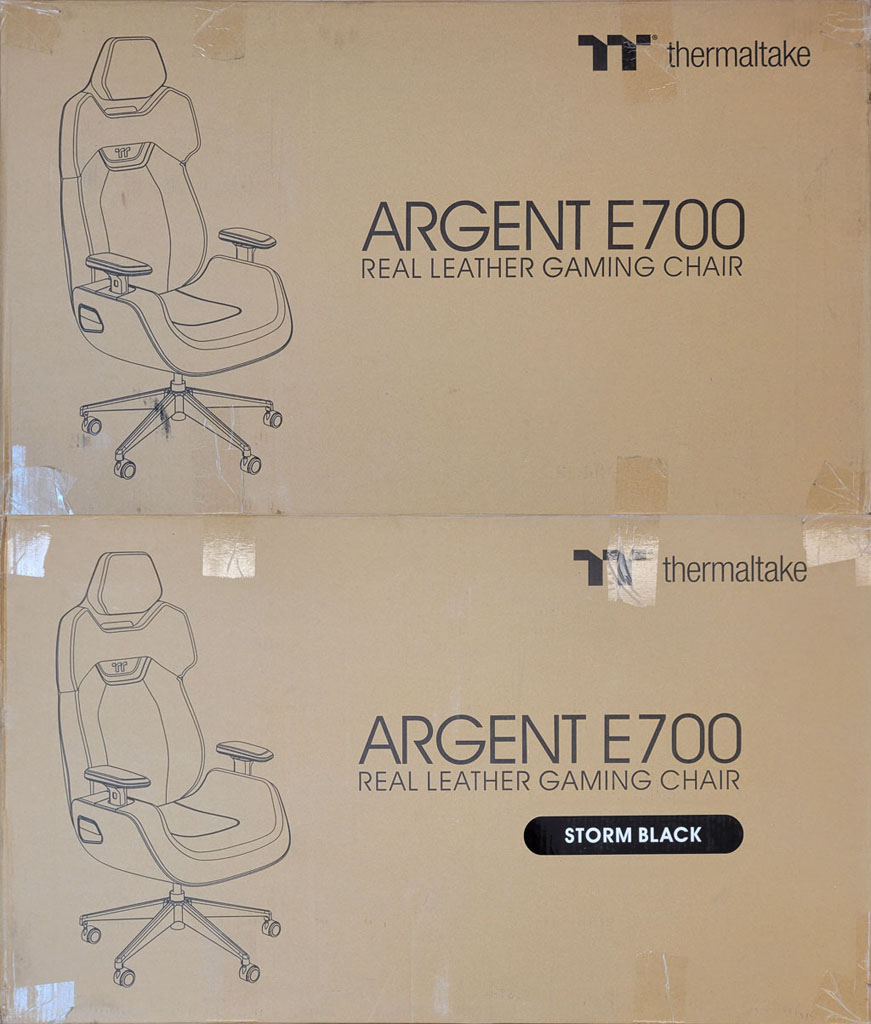 thermaltake
ARGENT E700
REAL LEATHER GAMING CHAIR
thermaltake
ARGENT E700
REAL LEATHER GAMING CHAIR
STORM BLACK